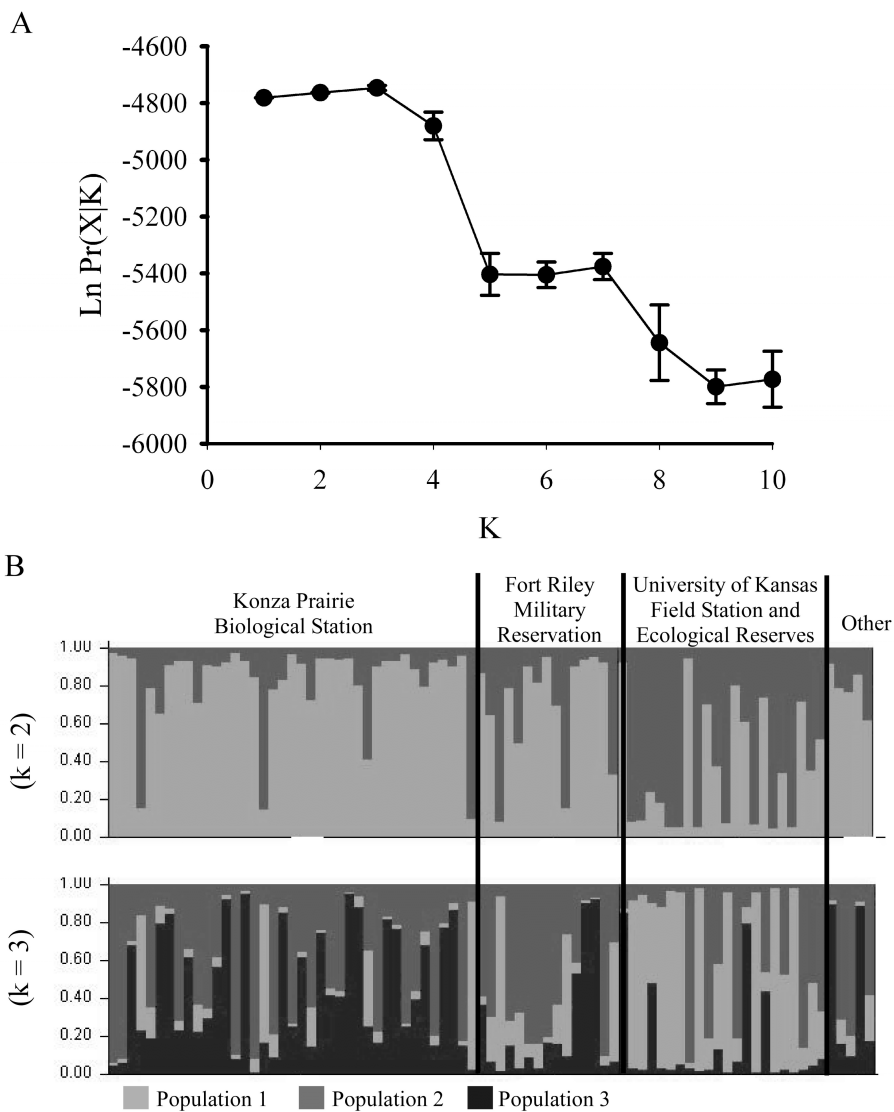 A
-4600
-4800
-5000
-5200
-5400
-5600
-5800
-6000
Ln Pr(X|K)
0 2 4 6 8 10
K
B
Konza Prairie
Biological Station
Fort Riley
Military
Reservation
University of Kansas
Field Station and
Ecological Reserves
Other
(k = 2)
1.00
0.80
0.60
0.40
0.20
0.00
(k = 3)
1.00
0.80
0.60
0.40
0.20
0.00
Population 1 Population 2 Population 3